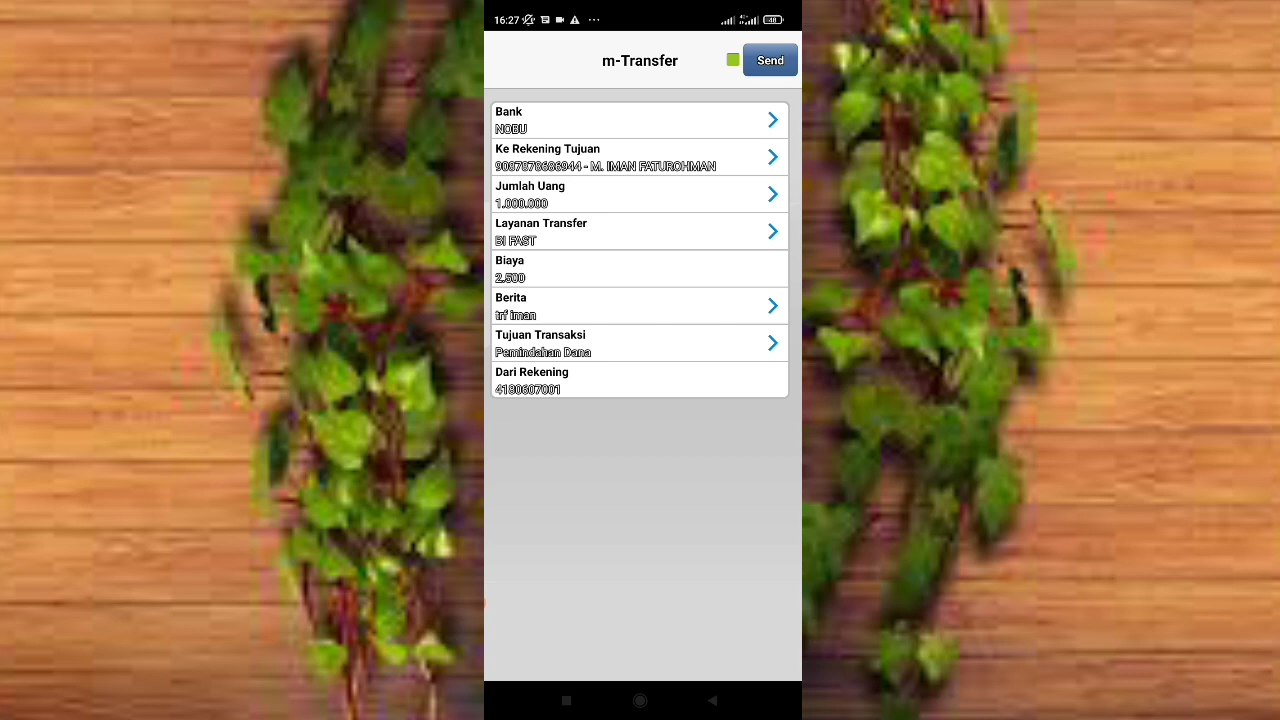 16:27
m-Transfer
Send
Bank
NOBU
Ke Rekening Tujuan
9087878686944 - M. IMAN FATUROHMAN
Jumlah Uang
1.000.000
Layanan Transfer
BI FAST
Biaya
2.500
Berita
trf iman
Tujuan Transaksi
Pemindahan Dana
Dari Rekening
4180607001